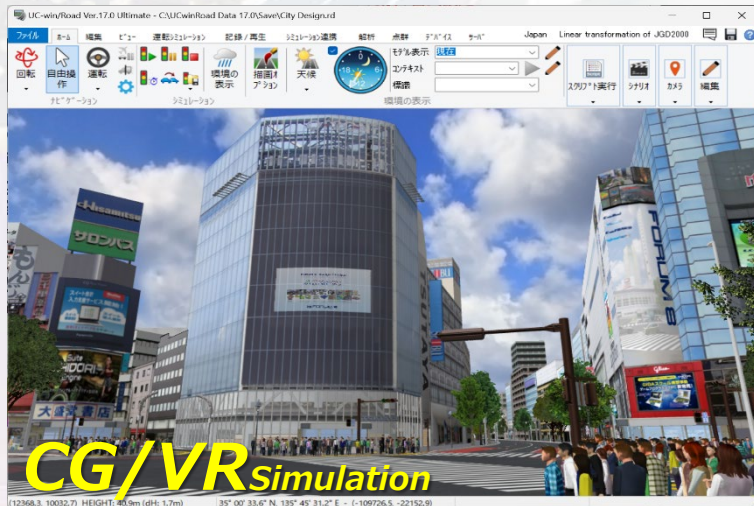 UC-win/Road Ver.17.0 Ultimate - C:\UCwinRoad Data 17.0\Save\City Design.rd
ファイル ホーム 編集 ビュー 運転シミュレーション 記録/再生 シミュレーション連携 解析 点群 デバイス サーバ Japan Linear transformation of JGD2000
回転 自由操作 運転 環境の表示 描画オプション 天候 18 6 モデル表示 現在
コンテキスト
標識
スクリプト実行 シナリオ カメラ 編集
ナビゲーション シミュレーション 環境の表示
Hisamitsu
サロンパス
FORUM 8
大盛堂書店
Glico
CG/VR Simulation
(12368.3, 10032.7) HEIGHT: 40.9m (dH: 1.7m) 35° 00' 33.6" N, 135° 45' 31.2" E - (-109726.5, -22152.9)